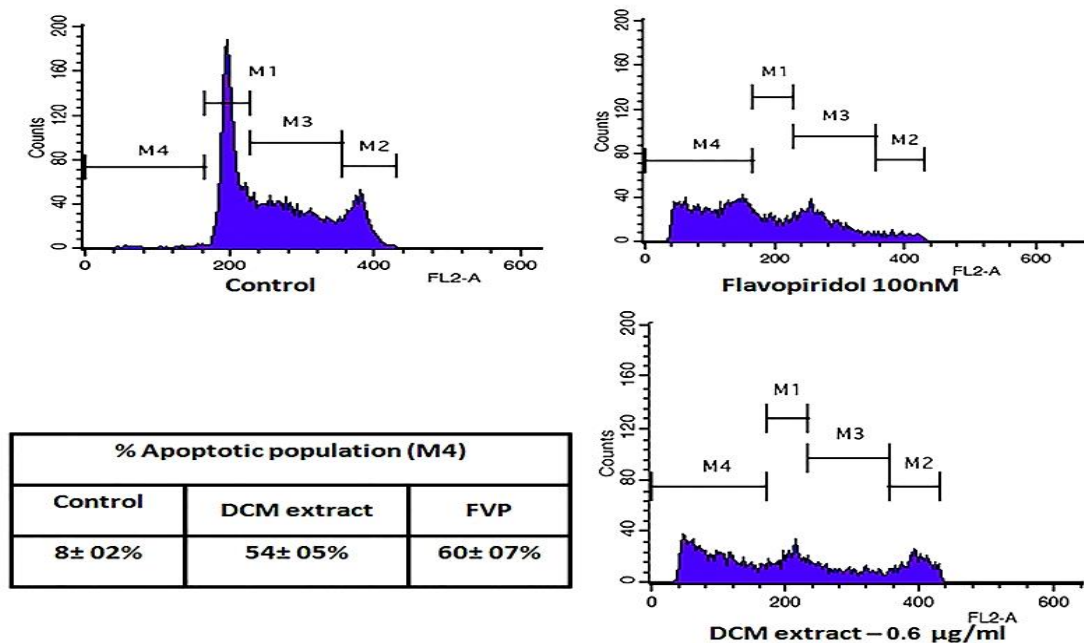 200
160
120
80
40
0
Counts
M1
M3
M4
M2
0 200 400 600
FL2-A
Control
200
160
120
80
40
0
Counts
M1
M3
M4
M2
0 200 400 600
FL2-A
Flavopiridol 100nM
200
160
120
80
40
0
Counts
M1
M3
M4
M2
0 200 400 600
FL2-A
DCM extract – 0.6 µg/ml
% Apoptotic population (M4)
Control DCM extract FVP
8± 02% 54± 05% 60± 07%